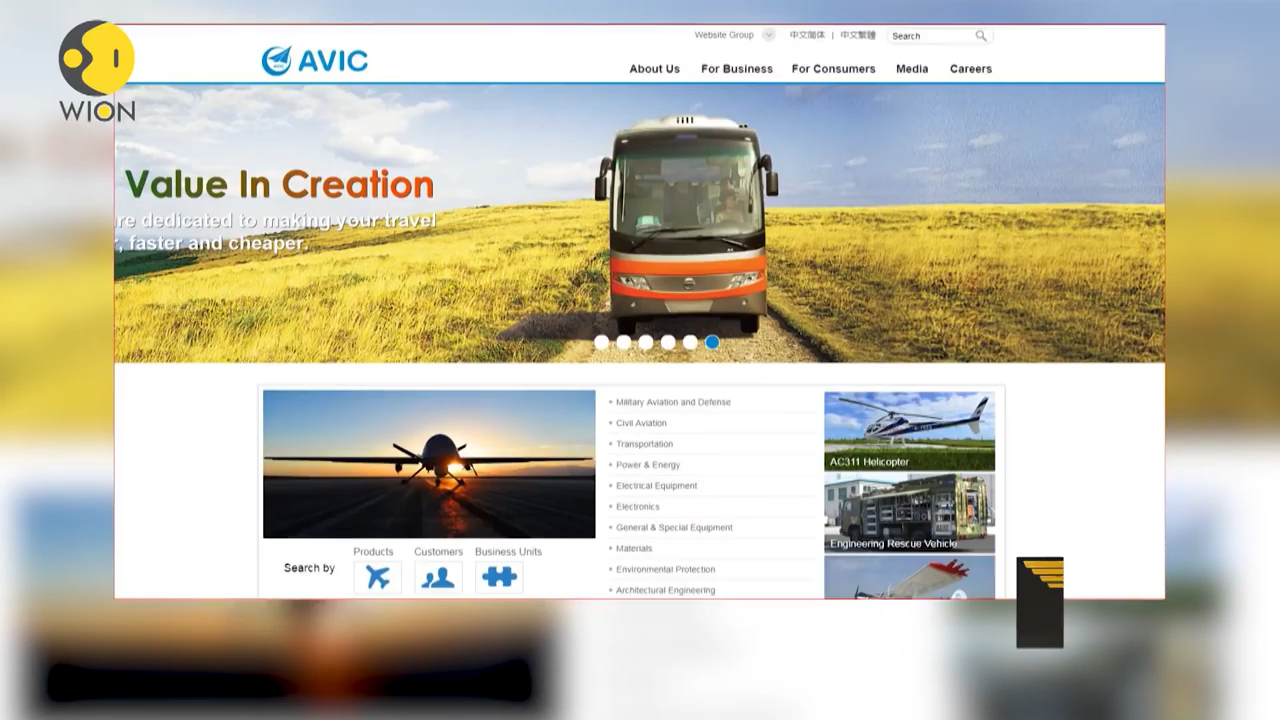 WION
AVIC
Website Group
中文简体 | 中文繁體
Search
About Us
For Business
For Consumers
Media
Careers
Value In Creation
re dedicated to making your travel
, faster and cheaper.
Military Aviation and Defense
Civil Aviation
Transportation
Power & Energy
Electrical Equipment
Electronics
General & Special Equipment
Materials
Environmental Protection
Architectural Engineering
AC311 Helicopter
Engineering Rescue Vehicle
Search by
Products
Customers
Business Units